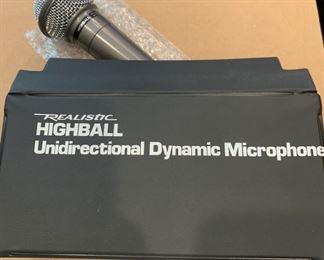 REALISTIC
HIGHBALL
Unidirectional Dynamic Microphone